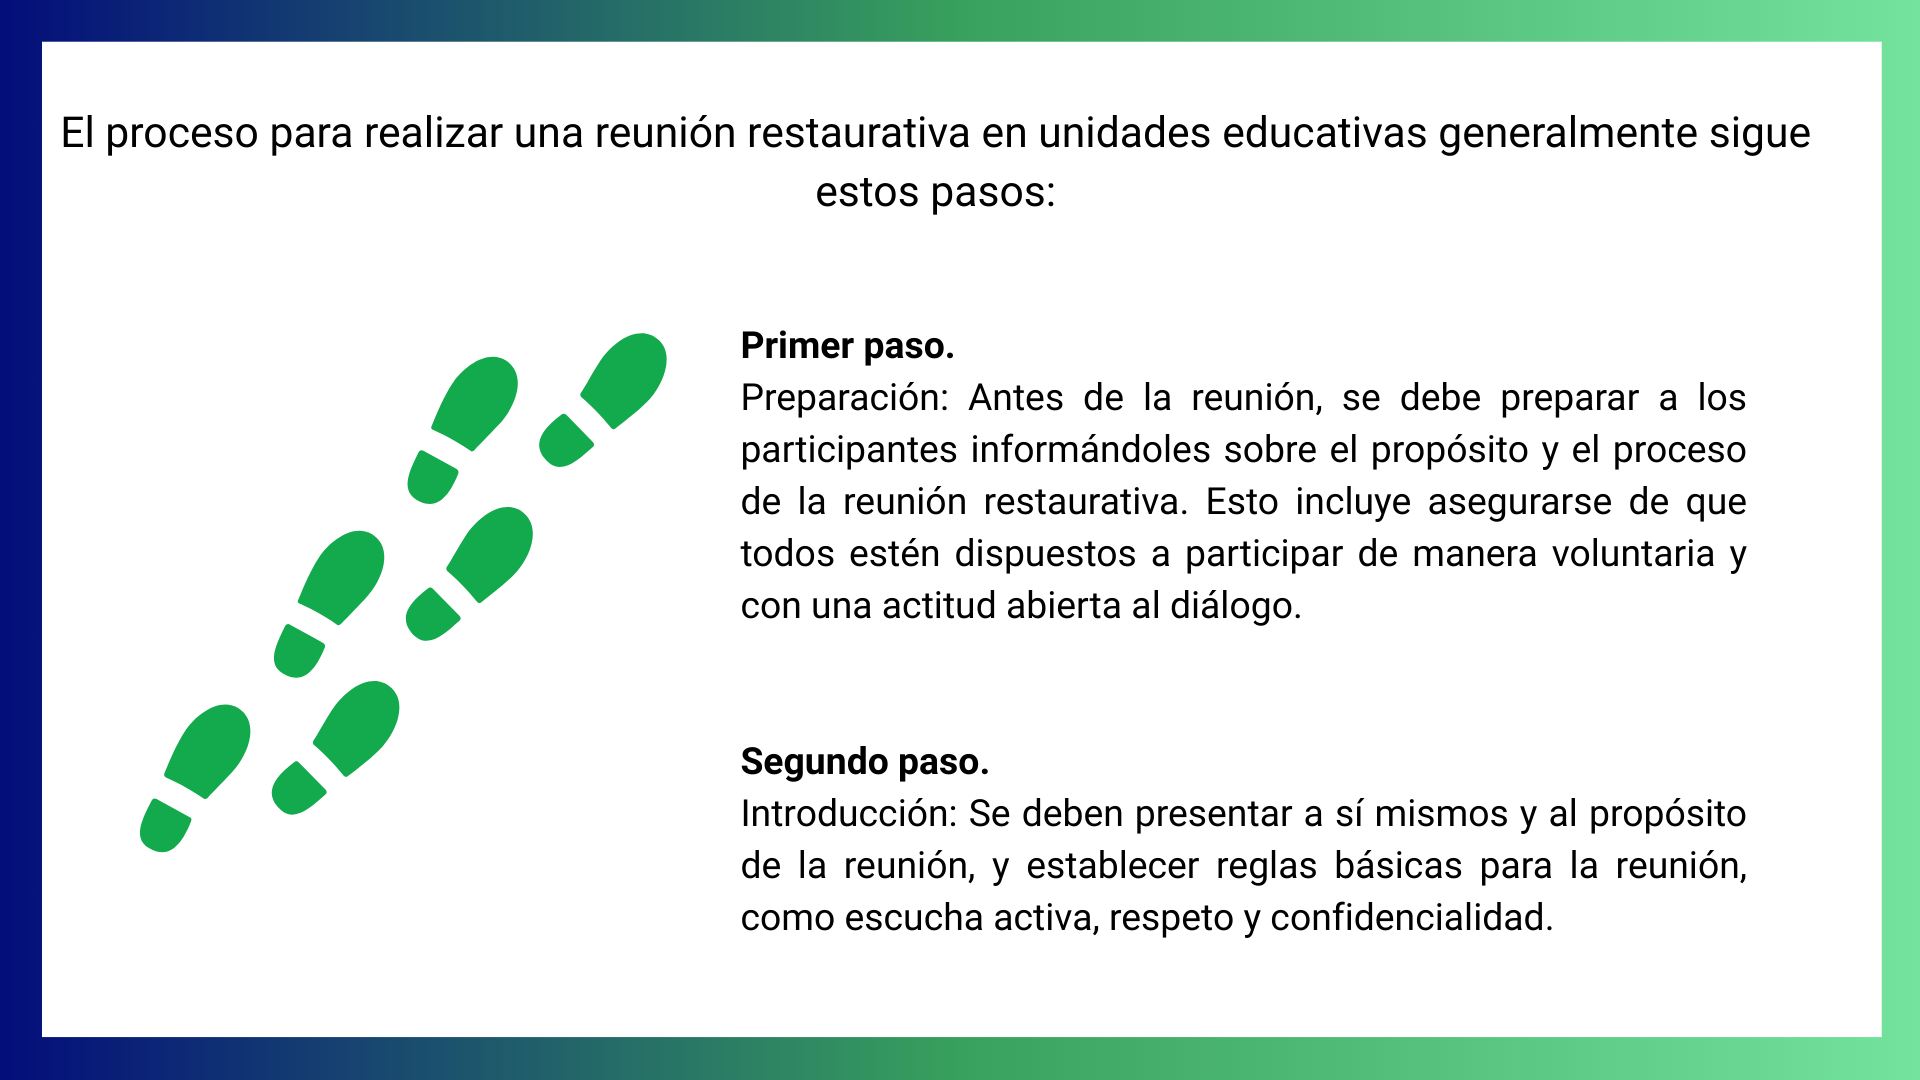 El proceso para realizar una reunión restaurativa en unidades educativas generalmente sigue
estos pasos:
Primer paso.
Preparación: Antes de la reunión, se debe preparar a los
participantes informándoles sobre el propósito y el proceso
de la reunión restaurativa. Esto incluye asegurarse de que
todos estén dispuestos a participar de manera voluntaria y
con una actitud abierta al diálogo.
Segundo paso.
Introducción: Se deben presentar a sí mismos y al propósito
de la reunión, y establecer reglas básicas para la reunión,
como escucha activa, respeto y confidencialidad.